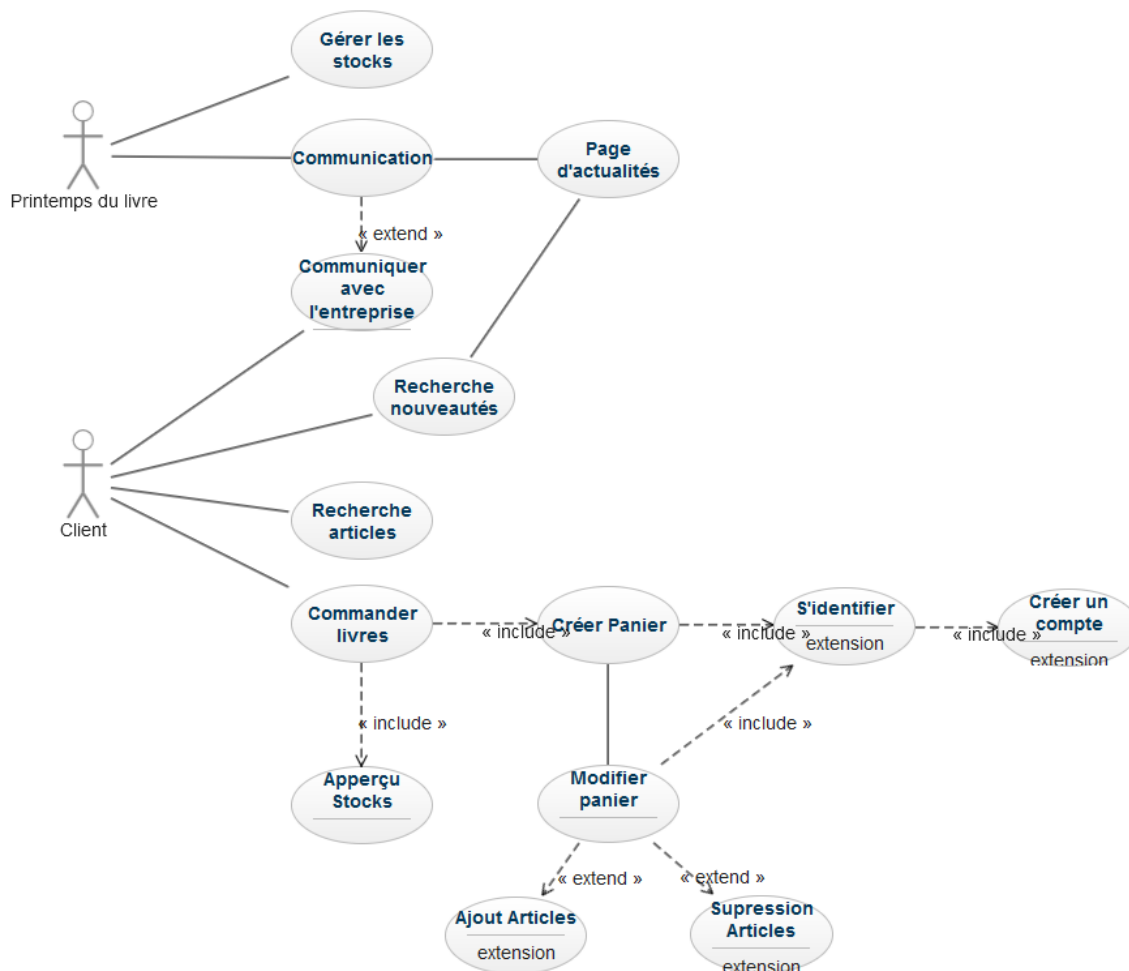 Gérer les
stocks
Communication
Page
d'actualités
Printemps du livre
« extend »
Communiquer
avec
l'entreprise
Recherche
nouveautés
Client
Recherche
articles
Commander
livres
« include »
Créer Panier
« include »
S'identifier
extension
« include »
Créer un
compte
extension
« include »
« include »
Apperçu
Stocks
Modifier
panier
« extend »
« extend »
Ajout Articles
extension
Supression
Articles
extension